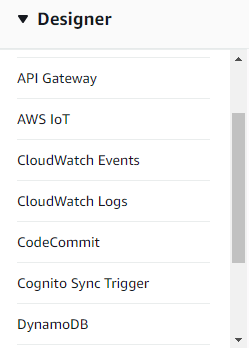 Designer
API Gateway
AWS IoT
CloudWatch Events
CloudWatch Logs
CodeCommit
Cognito Sync Trigger
DynamoDB